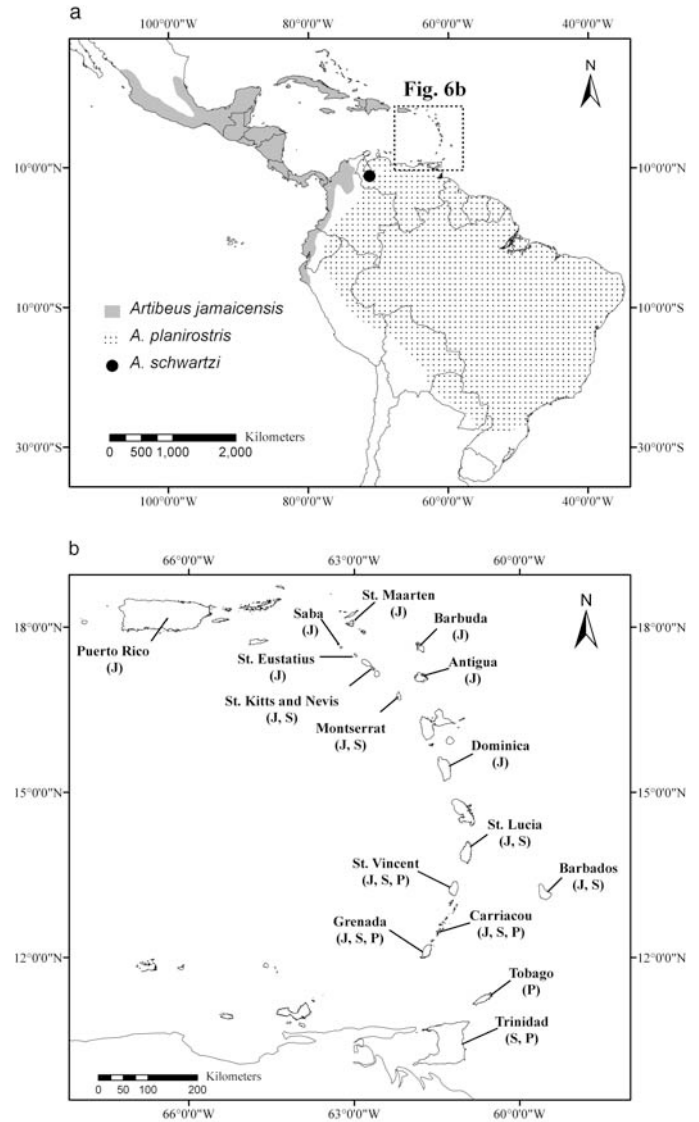 a
100°0'0"W 80°0'0"W 60°0'0"W 40°0'0"W
N
Fig. 6b
10°0'0"N 10°0'0"N
10°0'0"S 10°0'0"S
30°0'0"S 30°0'0"S
Artibeus jamaicensis
A. planirostris
A. schwartzi
Kilometers
0 500 1,000 2,000
100°0'0"W 80°0'0"W 60°0'0"W 40°0'0"W
b
66°0'0"W 63°0'0"W 60°0'0"W
N
18°0'0"N 18°0'0"N
15°0'0"N 15°0'0"N
12°0'0"N 12°0'0"N
Puerto Rico
(J)
Saba
(J)
St. Maarten
(J)
Barbuda
(J)
St. Eustatius
(J)
Antigua
(J)
St. Kitts and Nevis
(J, S)
Montserrat
(J, S)
Dominica
(J)
St. Lucia
(J, S)
St. Vincent
(J, S, P)
Barbados
(J, S)
Grenada
(J, S, P)
Carriacou
(J, S, P)
Tobago
(P)
Trinidad
(S, P)
Kilometers
0 25 50 100 200
66°0'0"W 63°0'0"W 60°0'0"W